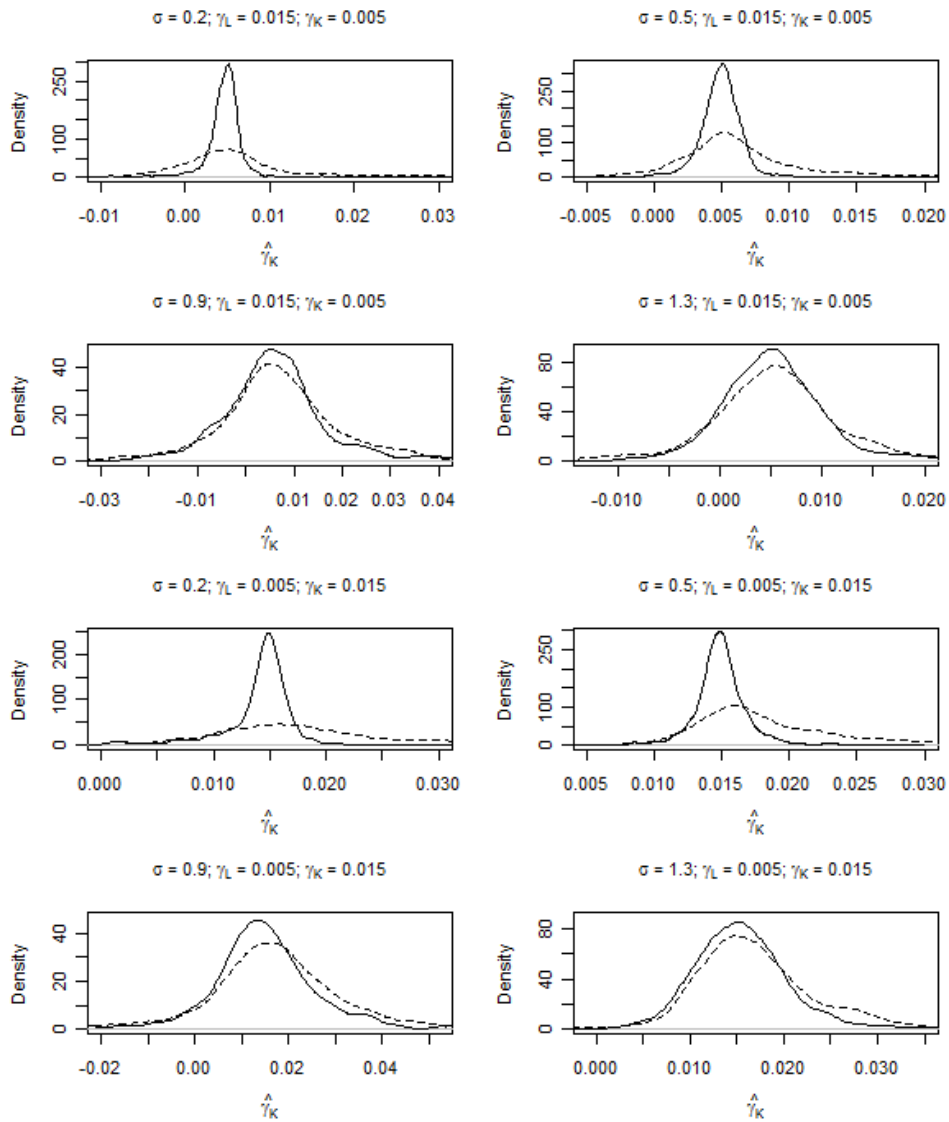 σ = 0.2; γL = 0.015; γK = 0.005
Density
0 100 250
-0.01 0.00 0.01 0.02 0.03
γ̂K
σ = 0.5; γL = 0.015; γK = 0.005
Density
0 100 250
-0.005 0.000 0.005 0.010 0.015 0.020
γ̂K
σ = 0.9; γL = 0.015; γK = 0.005
Density
0 20 40
-0.03 -0.01 0.01 0.02 0.03 0.04
γ̂K
σ = 1.3; γL = 0.015; γK = 0.005
Density
0 40 80
-0.010 0.000 0.010 0.020
γ̂K
σ = 0.2; γL = 0.005; γK = 0.015
Density
0 100 200
0.000 0.010 0.020 0.030
γ̂K
σ = 0.5; γL = 0.005; γK = 0.015
Density
0 100 250
0.005 0.010 0.015 0.020 0.025 0.030
γ̂K
σ = 0.9; γL = 0.005; γK = 0.015
Density
0 20 40
-0.02 0.00 0.02 0.04
γ̂K
σ = 1.3; γL = 0.005; γK = 0.015
Density
0 40 80
0.000 0.010 0.020 0.030
γ̂K